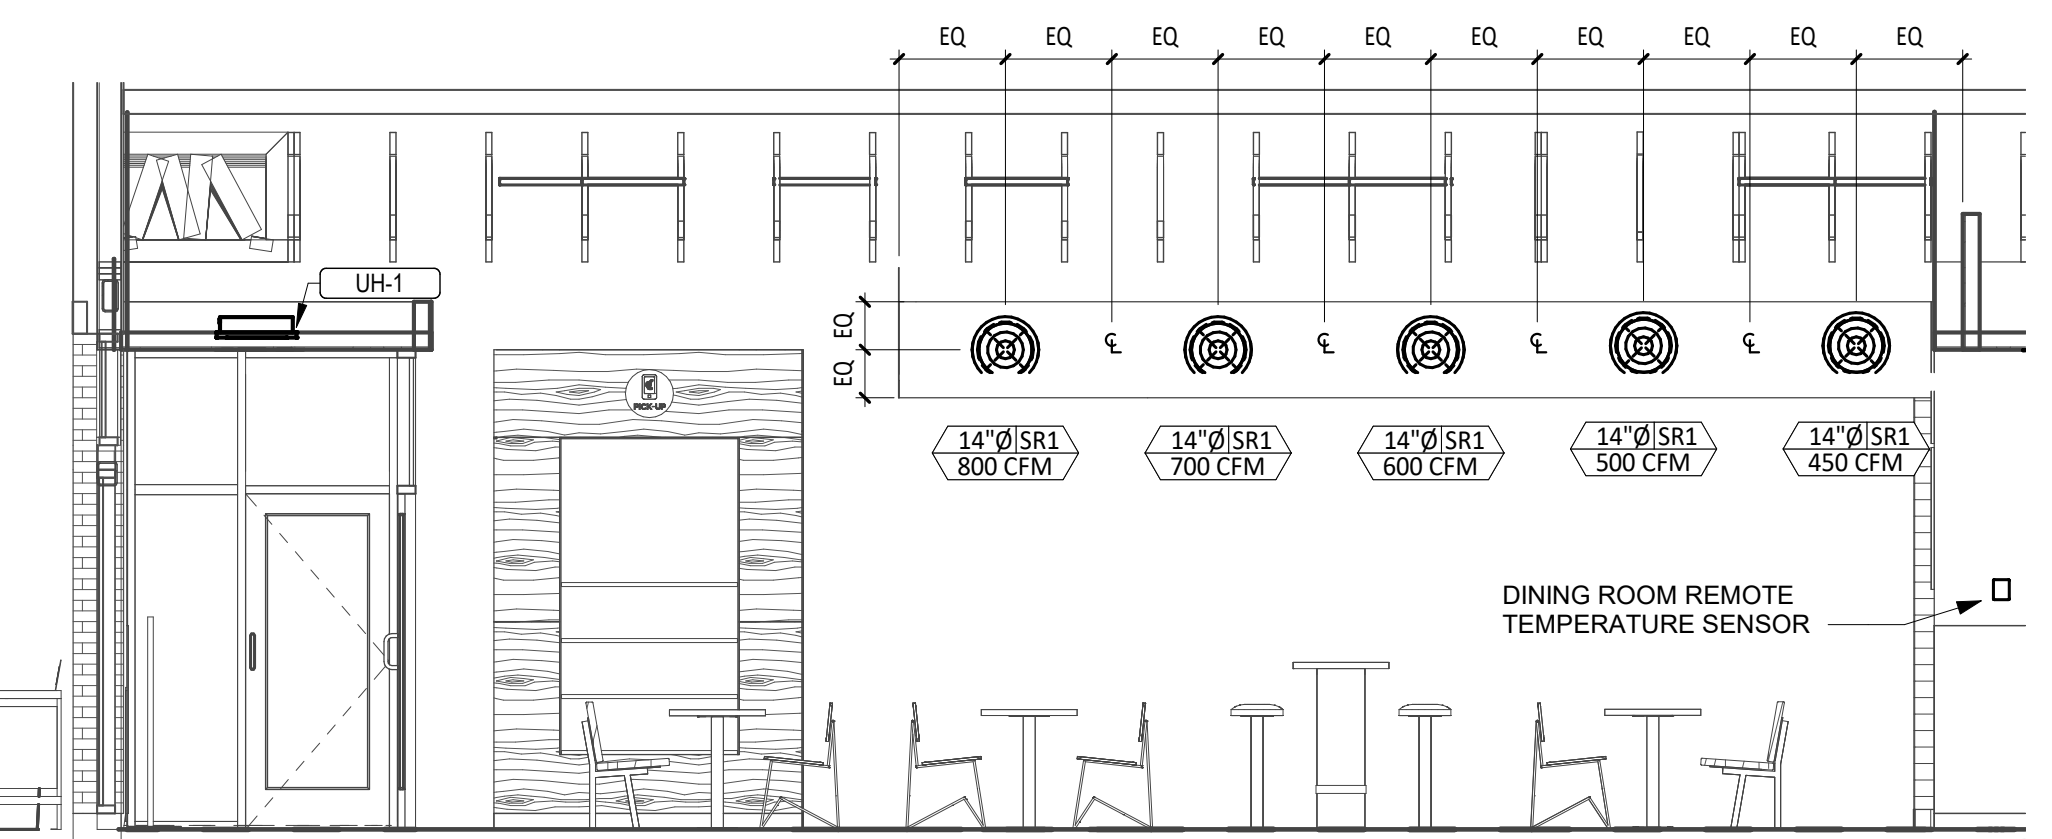 EQ EQ EQ EQ EQ EQ EQ EQ EQ EQ
UH-1
EQ
EQ
℄ ℄ ℄ ℄
PICK-UP
14"Ø SR1
800 CFM
14"Ø SR1
700 CFM
14"Ø SR1
600 CFM
14"Ø SR1
500 CFM
14"Ø SR1
450 CFM
DINING ROOM REMOTE
TEMPERATURE SENSOR